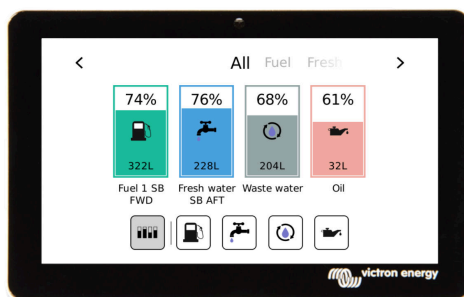 All Fuel Fresh
74% 76% 68% 61%
322L 228L 204L 32L
Fuel 1 SB Fresh water Waste water Oil
FWD SB AFT
victron energy